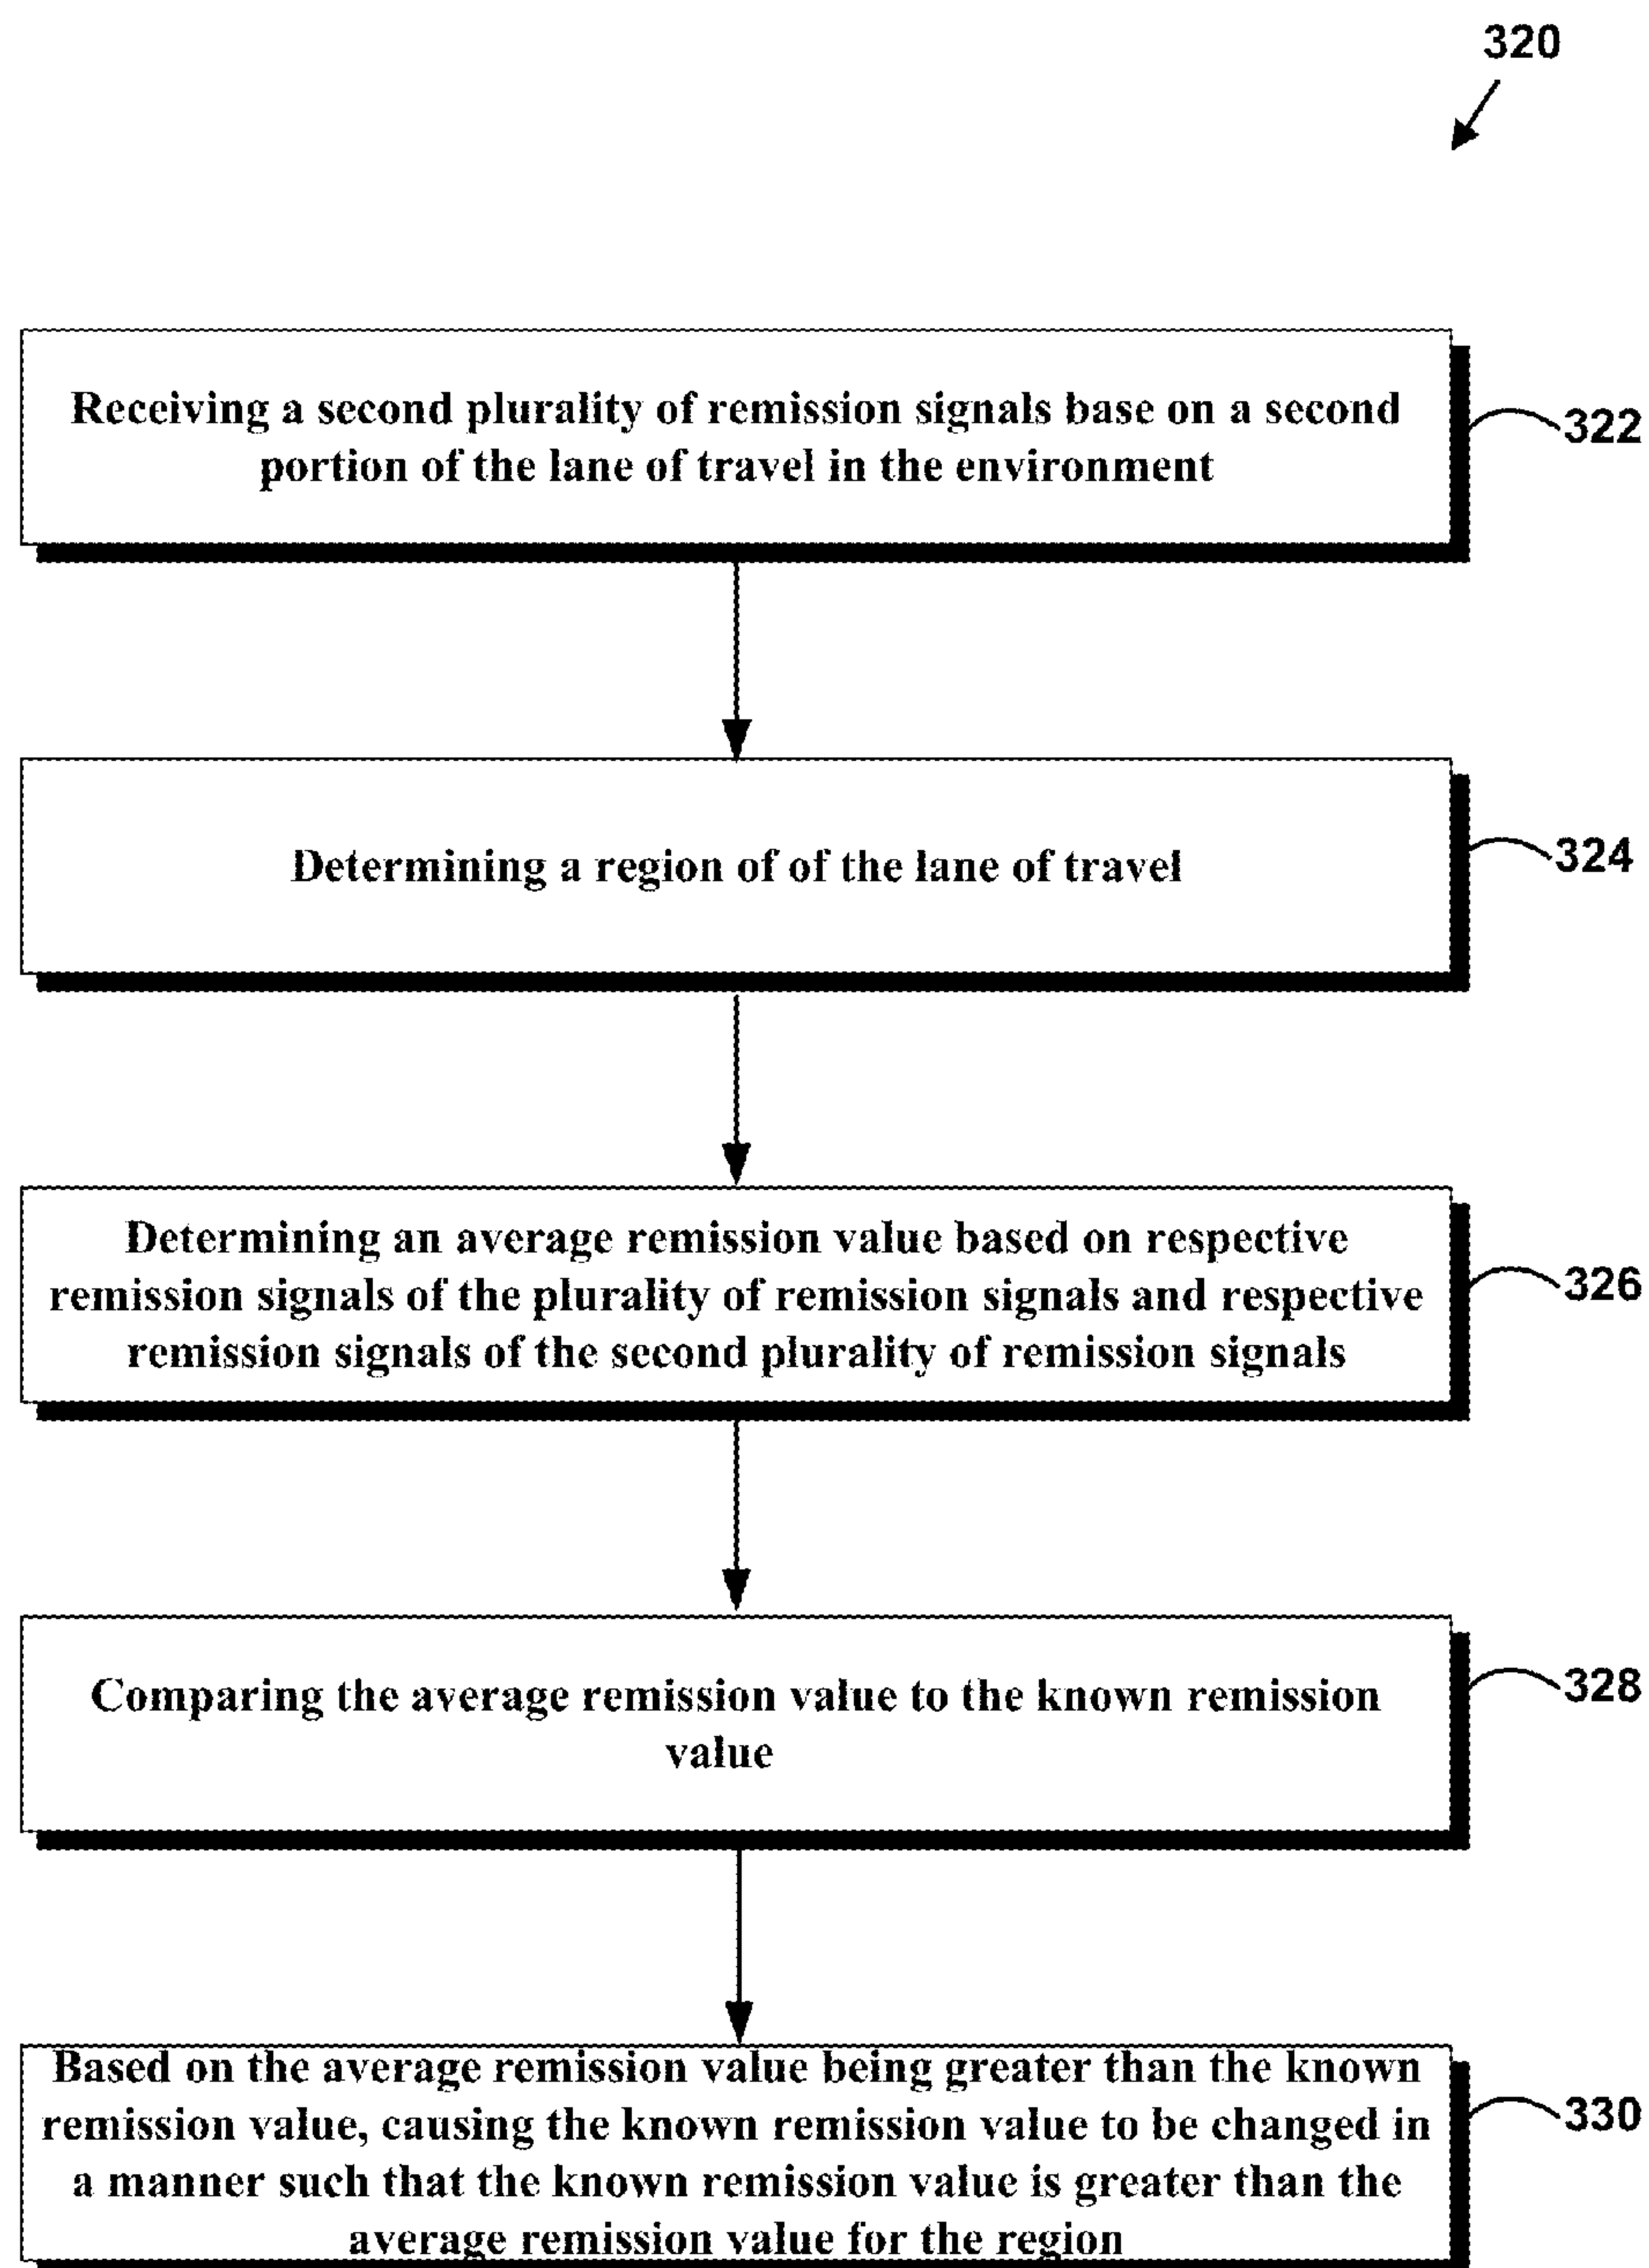 320
Receiving a second plurality of remission signals base on a second
portion of the lane of travel in the environment
322
Determining a region of of the lane of travel
324
Determining an average remission value based on respective
remission signals of the plurality of remission signals and respective
remission signals of the second plurality of remission signals
326
Comparing the average remission value to the known remission
value
328
Based on the average remission value being greater than the known
remission value, causing the known remission value to be changed in
a manner such that the known remission value is greater than the
average remission value for the region
330